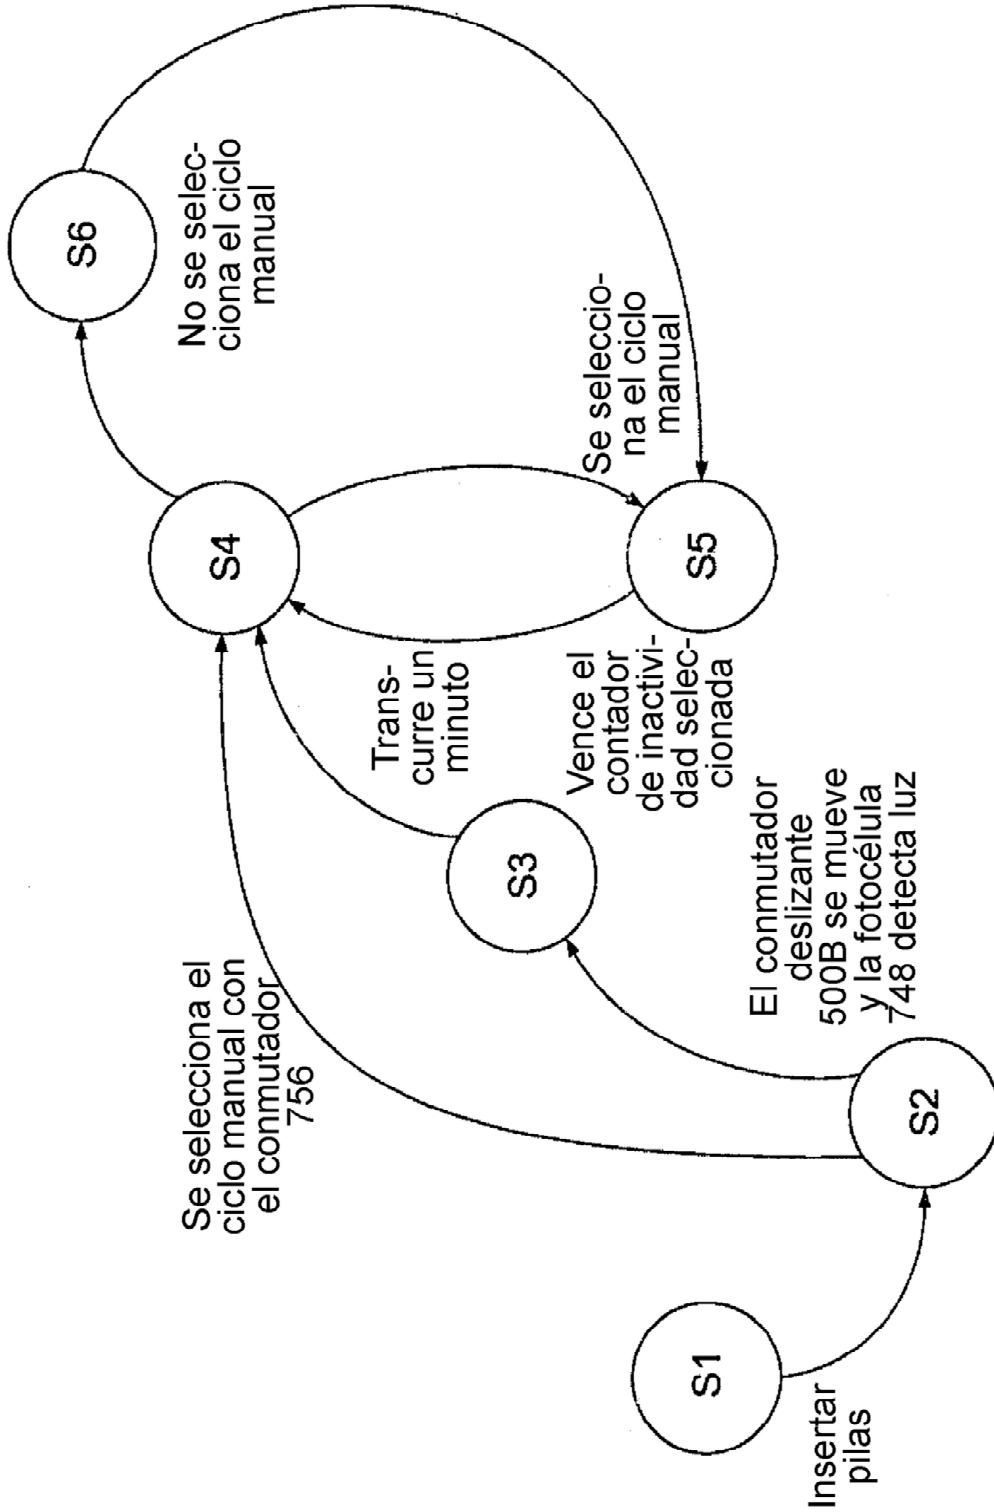 S1
Insertar
pilas
S2
Se selecciona el
ciclo manual con
el conmutador
756
El conmutador
deslizante
500B se mueve
y la fotocélula
748 detecta luz
S3
Trans-
curre un
minuto
Vence el
contador
de inactivi-
dad selec-
cionada
S4
S5
Se seleccio-
na el ciclo
manual
No se selec-
ciona el ciclo
manual
S6